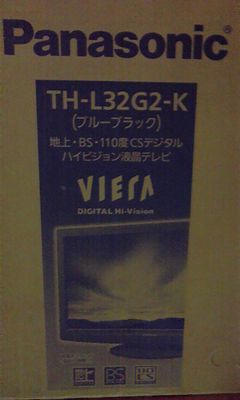 Panasonic
TH-L32G2-K
(ブルーブラック)
地上・BS・110度CSデジタル
ハイビジョン液晶テレビ
VIERA
DIGITAL Hi-Vision
BS